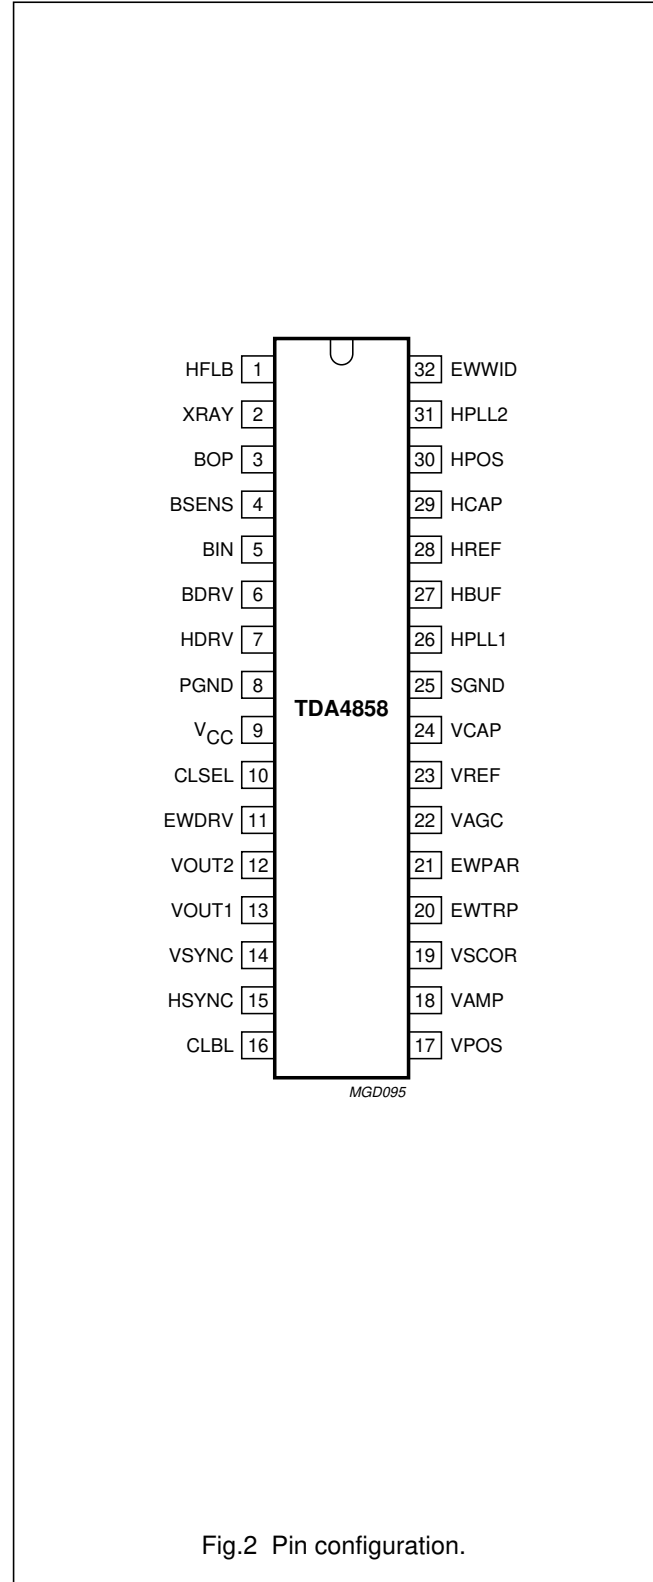 HFLB 1 32 EWWID
XRAY 2 31 HPLL2
BOP 3 30 HPOS
BSENS 4 29 HCAP
BIN 5 28 HREF
BDRV 6 27 HBUF
HDRV 7 26 HPLL1
PGND 8 25 SGND
TDA4858
VCC 9 24 VCAP
CLSEL 10 23 VREF
EWDRV 11 22 VAGC
VOUT2 12 21 EWPAR
VOUT1 13 20 EWTRP
VSYNC 14 19 VSCOR
HSYNC 15 18 VAMP
CLBL 16 17 VPOS
MGD095
Fig.2 Pin configuration.